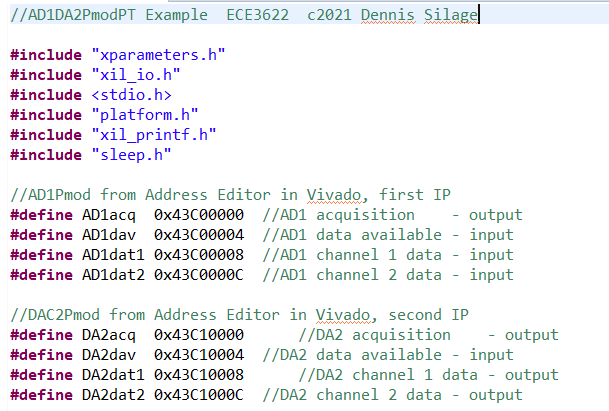 //AD1DA2PmodPT Example  ECE3622  c2021 Dennis Silage
#include "xparameters.h"
#include "xil_io.h"
#include <stdio.h>
#include "platform.h"
#include "xil_printf.h"
#include "sleep.h"
//AD1Pmod from Address Editor in Vivado, first IP
#define AD1acq  0x43C00000  //AD1 acquisition    - output
#define AD1dav  0x43C00004  //AD1 data available - input
#define AD1dat1 0x43C00008  //AD1 channel 1 data - input
#define AD1dat2 0x43C0000C  //AD1 channel 2 data - input
//DAC2Pmod from Address Editor in Vivado, second IP
#define DA2acq  0x43C10000      //DA2 acquisition    - output
#define DA2dav  0x43C10004  //DA2 data available - input
#define DA2dat1 0x43C10008      //DA2 channel 1 data - output
#define DA2dat2 0x43C1000C  //DA2 channel 2 data - output